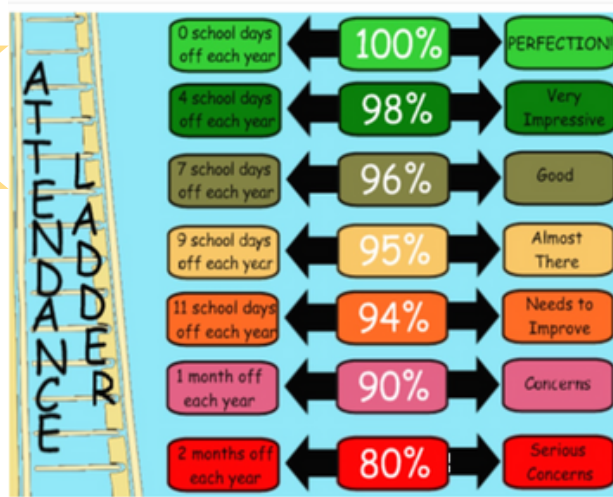 ATTENDANCE
LADDER
0 school days
off each year
100%
PERFECTION!
4 school days
off each year
98%
Very
Impressive
7 school days
off each year
96%
Good
9 school days
off each year
95%
Almost
There
11 school days
off each year
94%
Needs to
Improve
1 month off
each year
90%
Concerns
2 months off
each year
80%
Serious
Concerns